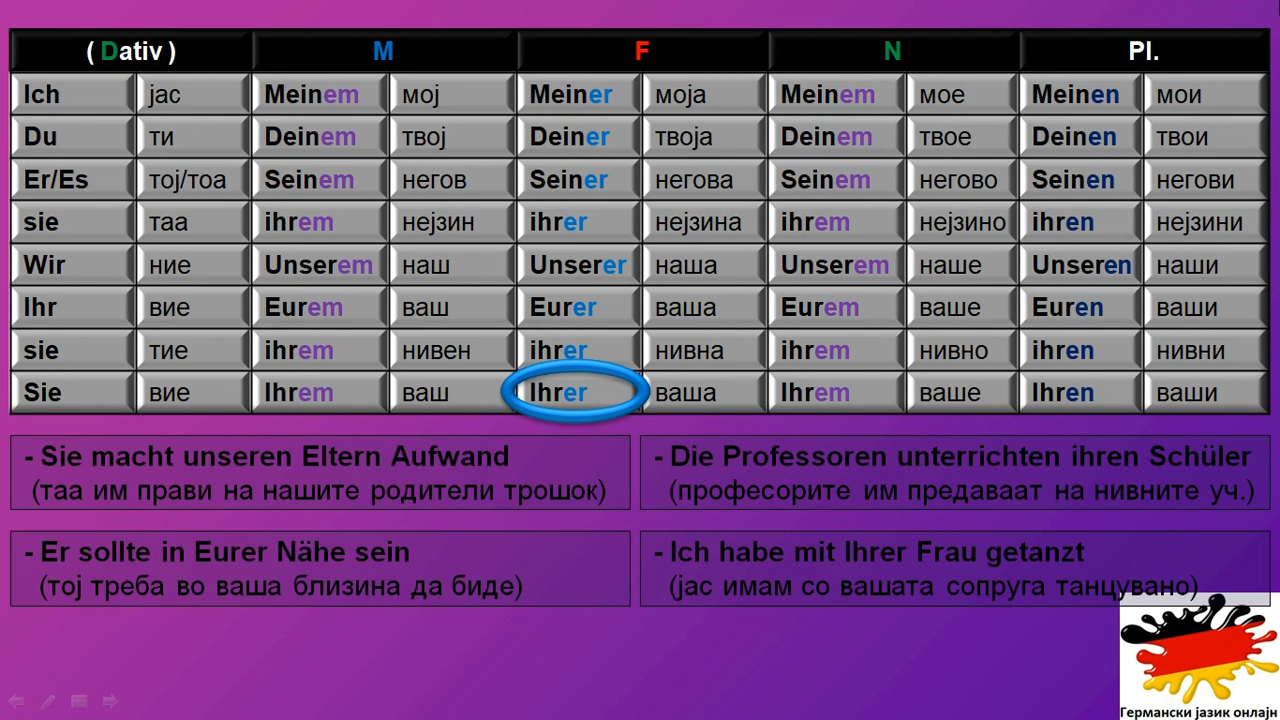 ( Dativ ) M F N Pl.
Ich јас Meinem мој Meiner моја Meinem мое Meinen мои
Du ти Deinem твој Deiner твоја Deinem твое Deinen твои
Er/Es тој/тоа Seinem негов Seiner негова Seinem негово Seinen негови
sie таа ihrem нејзин ihrer нејзина ihrem нејзино ihren нејзини
Wir ние Unserem наш Unserer наша Unserem наше Unseren наши
Ihr вие Eurem ваш Eurer ваша Eurem ваше Euren ваши
sie тие ihrem нивен ihrer нивна ihrem нивно ihren нивни
Sie вие Ihrem ваш Ihrer ваша Ihrem ваше Ihren ваши
- Sie macht unseren Eltern Aufwand
(таа им прави на нашите родители трошок)
- Die Professoren unterrichten ihren Schüler
(професорите им предаваат на нивните уч.)
- Er sollte in Eurer Nähe sein
(тој треба во ваша близина да биде)
- Ich habe mit Ihrer Frau getanzt
(јас имам со вашата сопруга танцувано)
Германски јазик онлајн